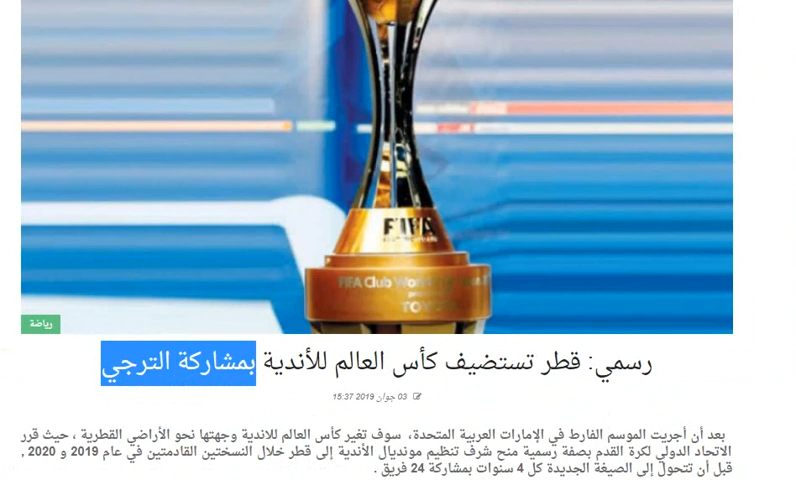 FIFA
FIFA Club World
TOYO
رياضة
رسمي: قطر تستضيف كأس العالم للأندية بمشاركة الترجي
03 جوان 2019 15:37
بعد أن أجريت الموسم الفارط في الإمارات العربية المتحدة، سوف تغير كأس العالم للاندية وجهتها نحو الأراضي القطرية ، حيث قرر
الاتحاد الدولي لكرة القدم بصفة رسمية منح شرف تنظيم مونديال الأندية إلى قطر خلال النسختين القادمتين في عام 2019 و 2020 ,
قبل أن تتحول إلى الصيغة الجديدة كل 4 سنوات بمشاركة 24 فريق .